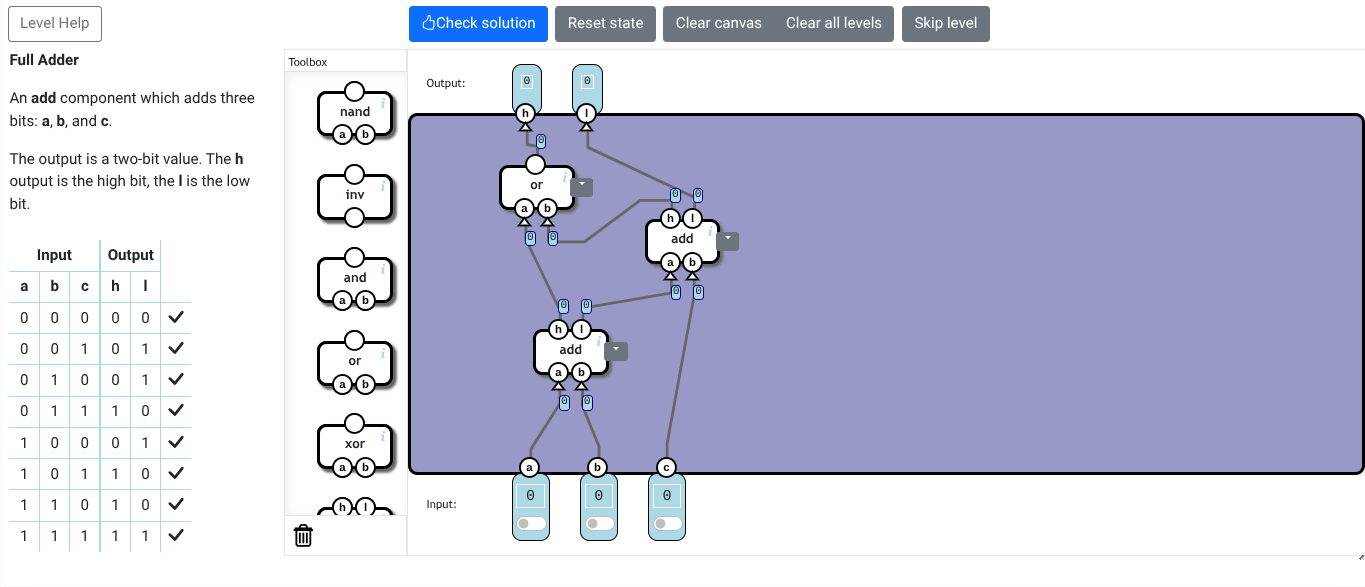 Level Help
Check solution
Reset state
Clear canvas
Clear all levels
Skip level
Full Adder
An add component which adds three
bits: a, b, and c.
The output is a two-bit value. The h
output is the high bit, the l is the low
bit.
Input Output
a b c h l
0 0 0 0 0
0 0 1 0 1
0 1 0 0 1
0 1 1 1 0
1 0 0 0 1
1 0 1 1 0
1 1 0 1 0
1 1 1 1 1
Toolbox
nand
i
a b
inv
i
and
i
a b
or
i
a b
xor
i
a b
h l
Output:
0 0
h l
0
or
i
a b
0 0
0 0
h l
add
i
a b
0 0
0 0
h l
add
i
a b
0 0
a b c
Input:
0 0 0